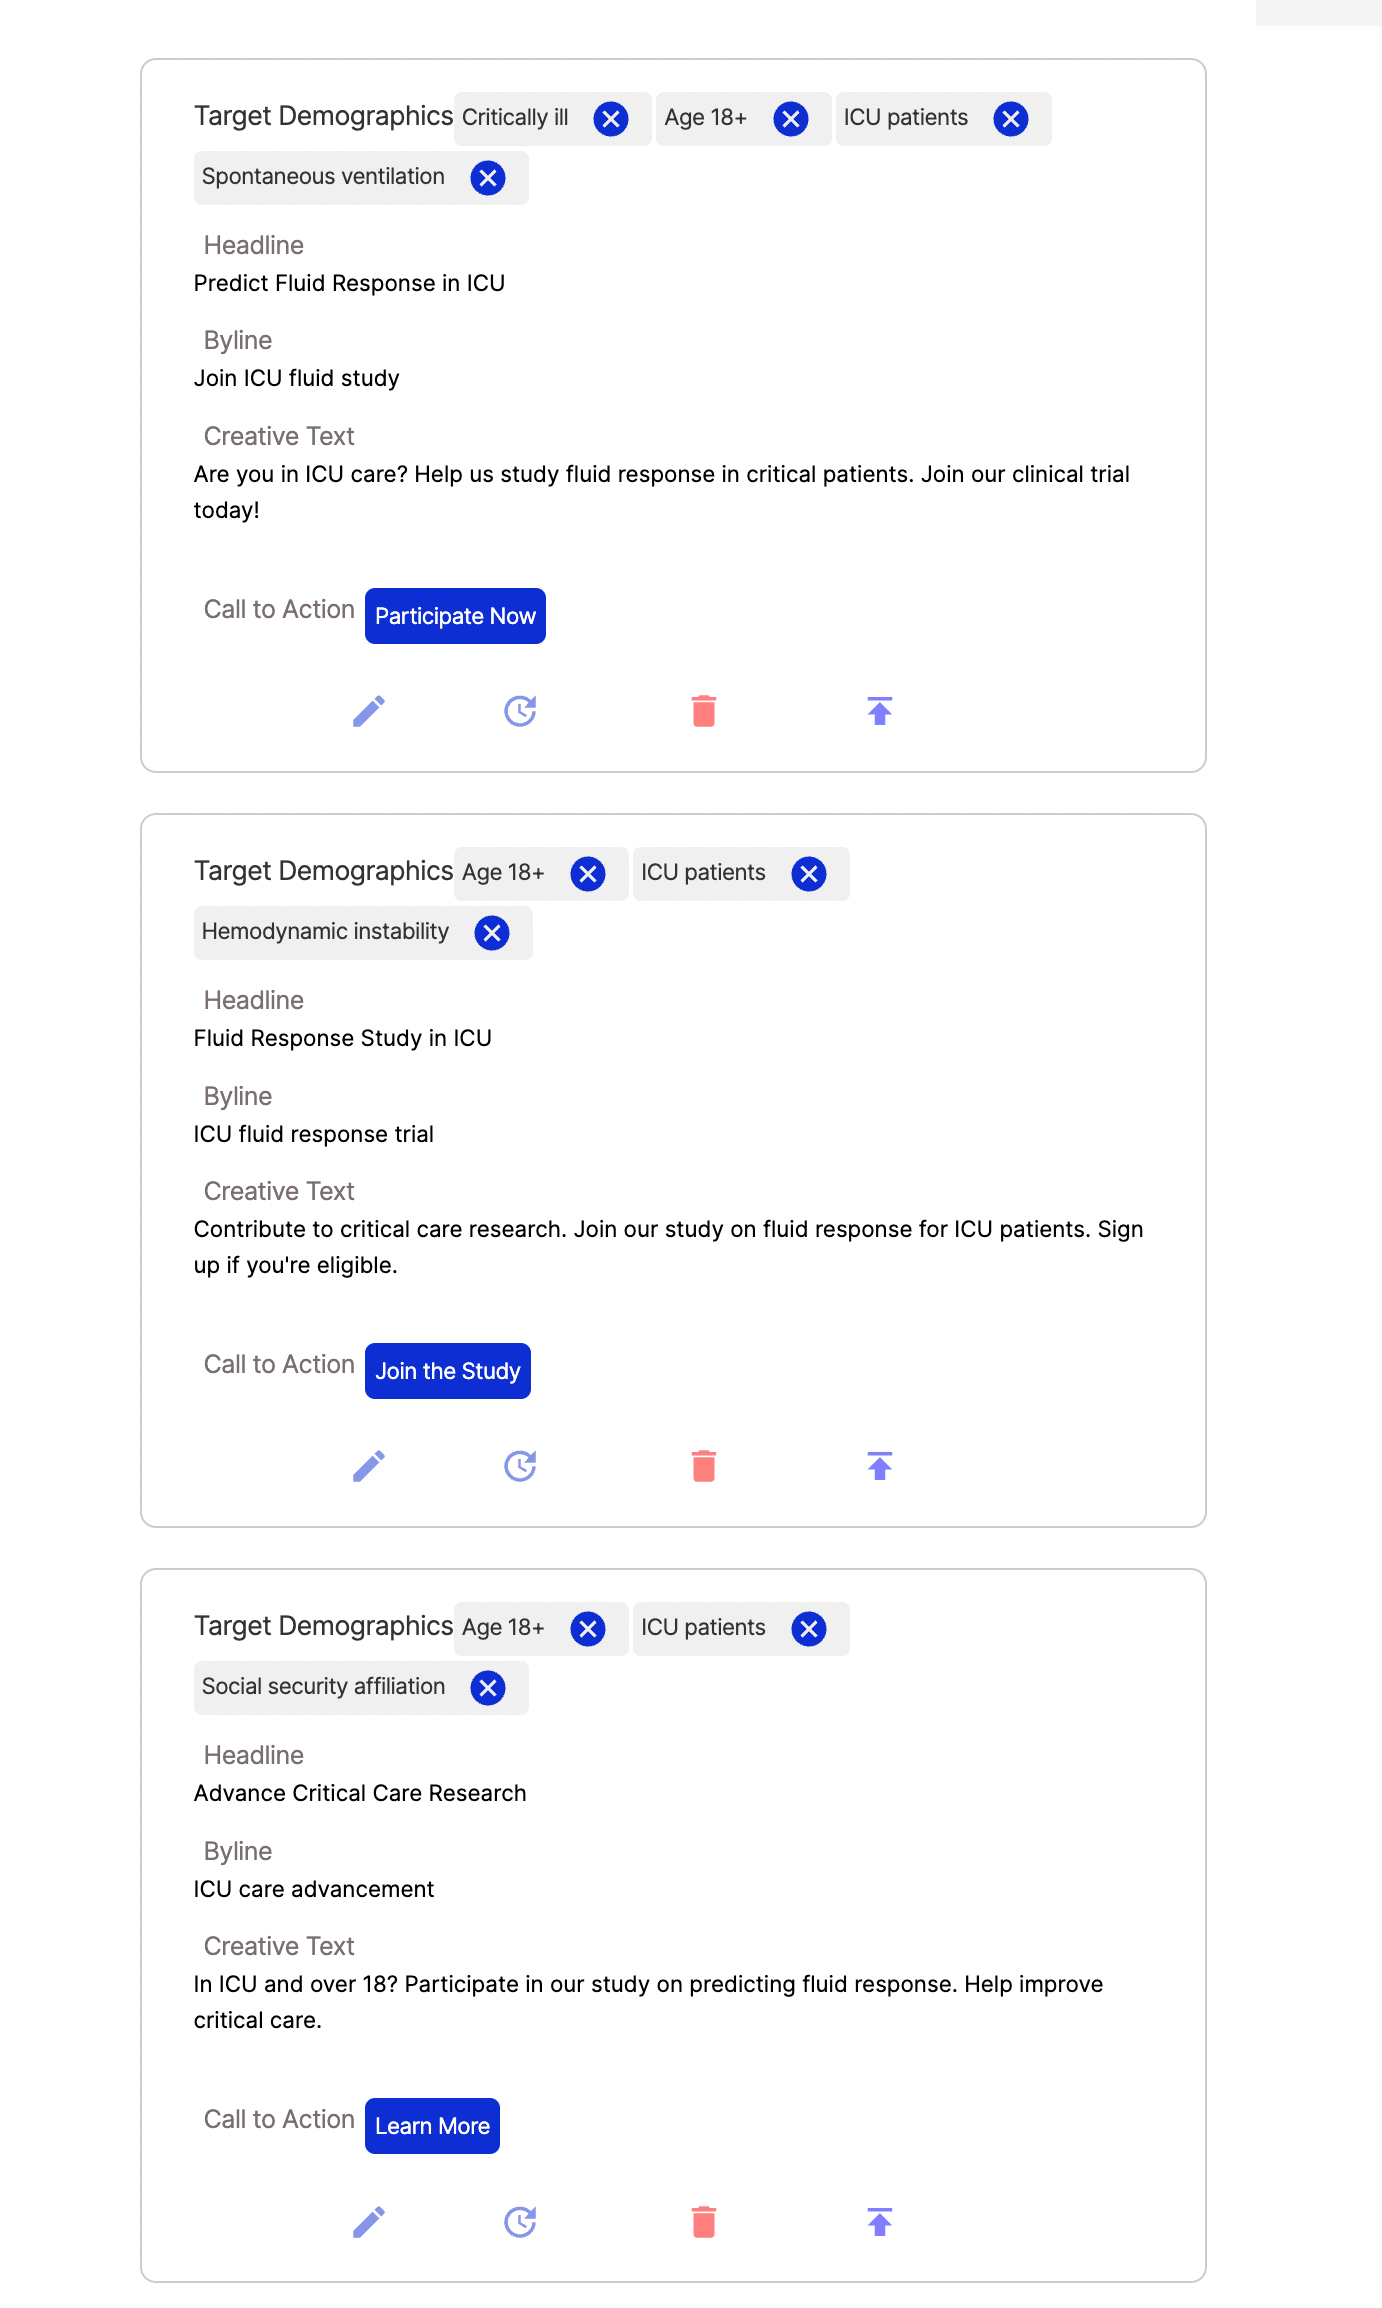 Target Demographics Critically ill Age 18+ ICU patients
Spontaneous ventilation
Headline
Predict Fluid Response in ICU
Byline
Join ICU fluid study
Creative Text
Are you in ICU care? Help us study fluid response in critical patients. Join our clinical trial
today!
Call to Action Participate Now
Target Demographics Age 18+ ICU patients
Hemodynamic instability
Headline
Fluid Response Study in ICU
Byline
ICU fluid response trial
Creative Text
Contribute to critical care research. Join our study on fluid response for ICU patients. Sign
up if you're eligible.
Call to Action Join the Study
Target Demographics Age 18+ ICU patients
Social security affiliation
Headline
Advance Critical Care Research
Byline
ICU care advancement
Creative Text
In ICU and over 18? Participate in our study on predicting fluid response. Help improve
critical care.
Call to Action Learn More